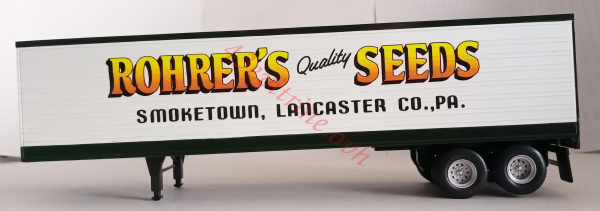 ROHRER'S Quality SEEDS
SMOKETOWN, LANCASTER CO.,PA.